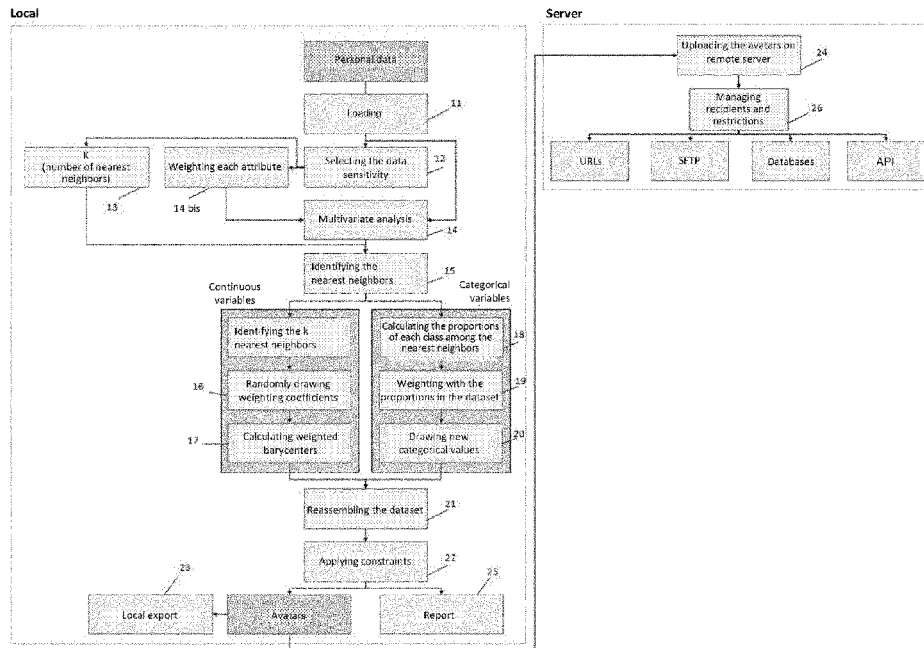 Local
Server
Personal data
Loading
11
K
(number of nearest
neighbors)
13
Weighting each attribute
14 bis
Selecting the data
sensitivity
12
Multivariate analysis
14
Identifying the
nearest neighbors
15
Continuous
variables
Categorical
variables
Identifying the k
nearest neighbors
16
Randomly drawing
weighting coefficients
17
Calculating weighted
barycenters
Calculating the proportions
of each class among the
nearest neighbors
18
Weighting with the
proportions in the dataset
19
Drawing new
categorical values
20
Reassembling the dataset
21
Applying constraints
22
23
Local export
Avatars
Report
25
Uploading the avatars on
remote server
24
Managing
recipients and
restrictions
26
URLs
SFTP
Databases
API